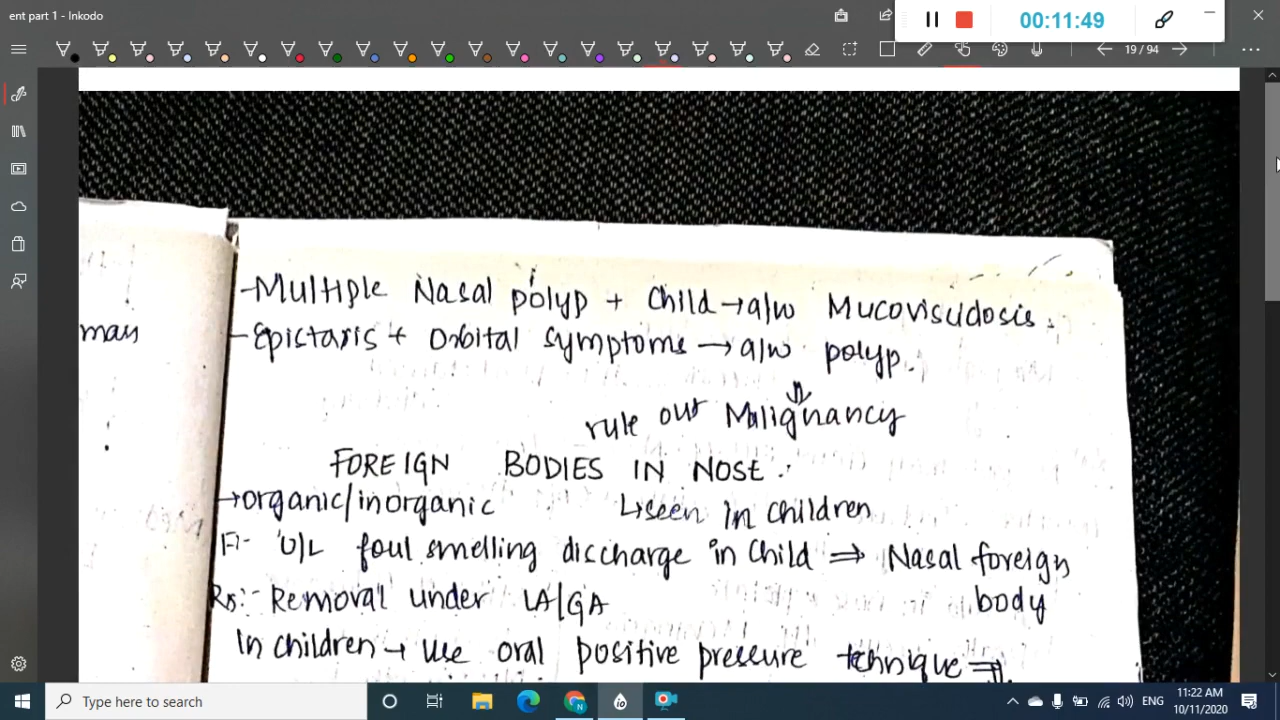 ent part 1 - Inkodo
00:11:49
19 / 94
man
-Multiple Nasal polyp + Child → a/w Mucoviscidosis.
-Epistaxis + Orbital symptoms → a/w polyp.
rule out Malignancy
FOREIGN BODIES IN NOSE :
→organic/inorganic ↳seen in children
F:- U/L foul smelling discharge in child ⇒ Nasal foreign
body
Rx:- Removal under LA/GA
In children → Use oral positive pressure technique ⇒
Type here to search
ENG
11:22 AM
10/11/2020